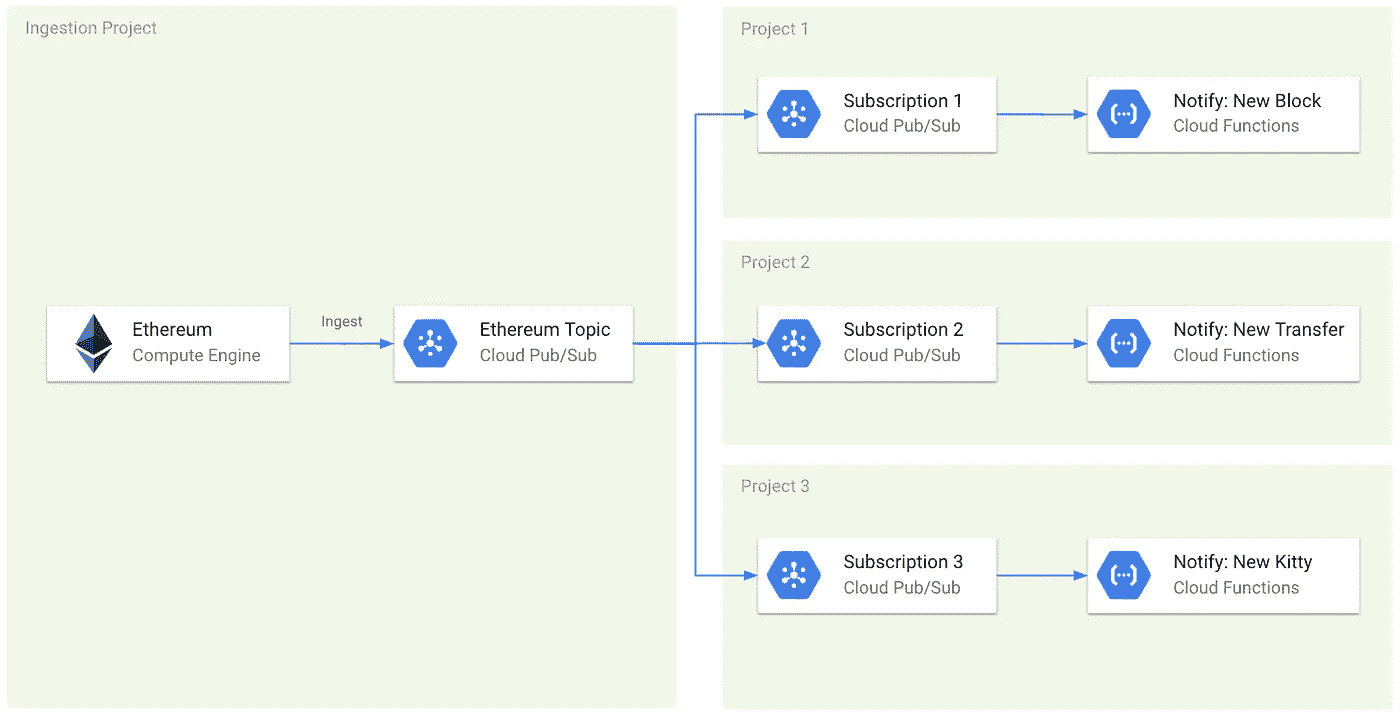 Ingestion Project
Ethereum
Compute Engine
Ingest
Ethereum Topic
Cloud Pub/Sub
Project 1
Subscription 1
Cloud Pub/Sub
Notify: New Block
Cloud Functions
Project 2
Subscription 2
Cloud Pub/Sub
Notify: New Transfer
Cloud Functions
Project 3
Subscription 3
Cloud Pub/Sub
Notify: New Kitty
Cloud Functions